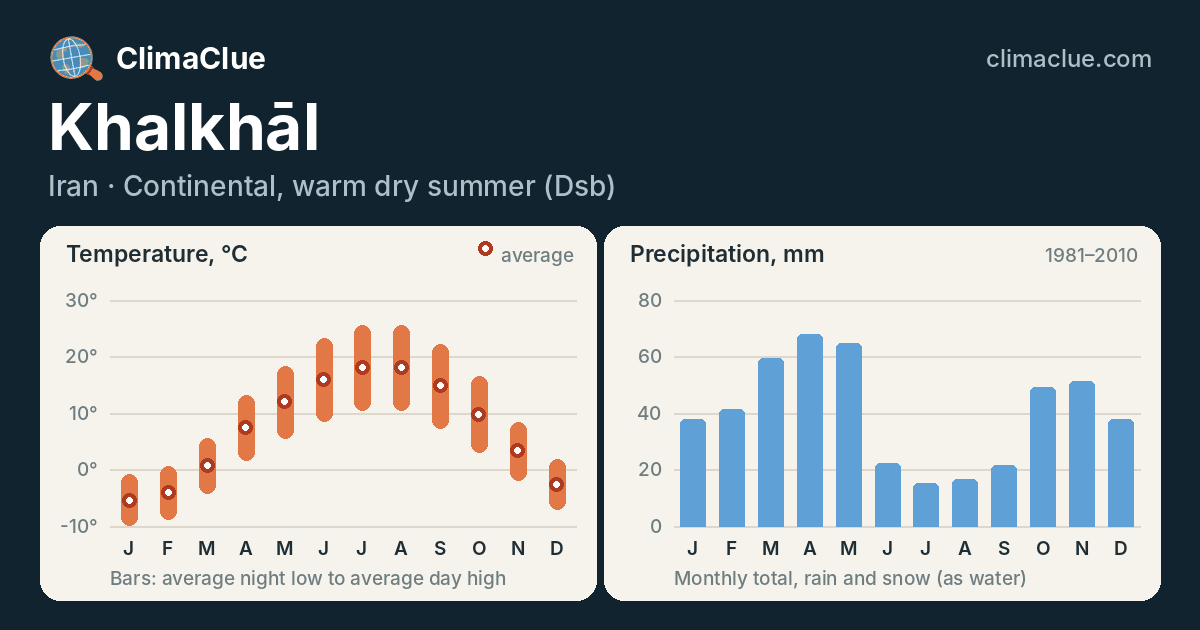 ClimaClue
climaclue.com
Khalkhāl
Iran · Continental, warm dry summer (Dsb)
Temperature, °C
average
30°
20°
10°
0°
-10°
J F M A M J J A S O N D
Bars: average night low to average day high
Precipitation, mm
1981–2010
80
60
40
20
0
J F M A M J J A S O N D
Monthly total, rain and snow (as water)